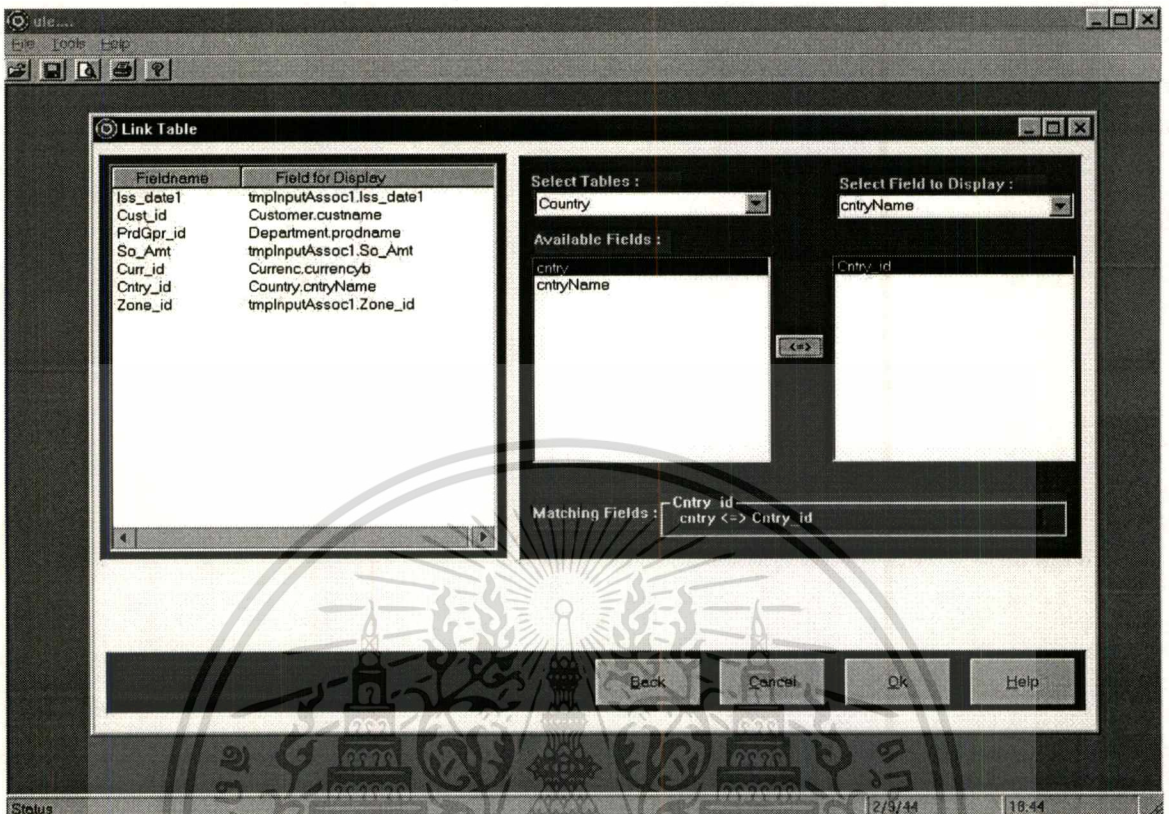 ule....
File Tools Help
Link Table
Fieldname Field for Display
Iss_date1 tmpInputAssoc1.Iss_date1
Cust_id Customer.custname
PrdGpr_id Department.prodname
So_Amt tmpInputAssoc1.So_Amt
Curr_id Currenc.currencyb
Cntry_id Country.cntryName
Zone_id tmpInputAssoc1.Zone_id
Select Tables :
Country
Select Field to Display :
cntryName
Available Fields :
cntry
cntryName
Cntry_id
<=>
Matching Fields :
Cntry_id
cntry <=> Cntry_id
Back Cancel Ok Help
Status 2/9/44 18:44